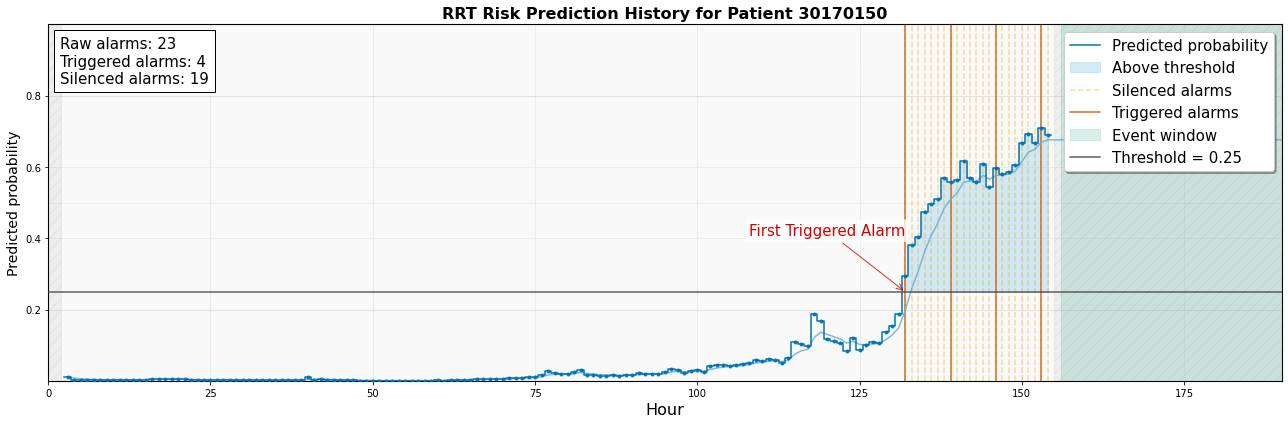 RRT Risk Prediction History for Patient 30170150
Raw alarms: 23
Triggered alarms: 4
Silenced alarms: 19
Predicted probability
Above threshold
Silenced alarms
Triggered alarms
Event window
Threshold = 0.25
First Triggered Alarm
Predicted probability
0.8
0.6
0.4
0.2
0
25
50
75
100
125
150
175
Hour